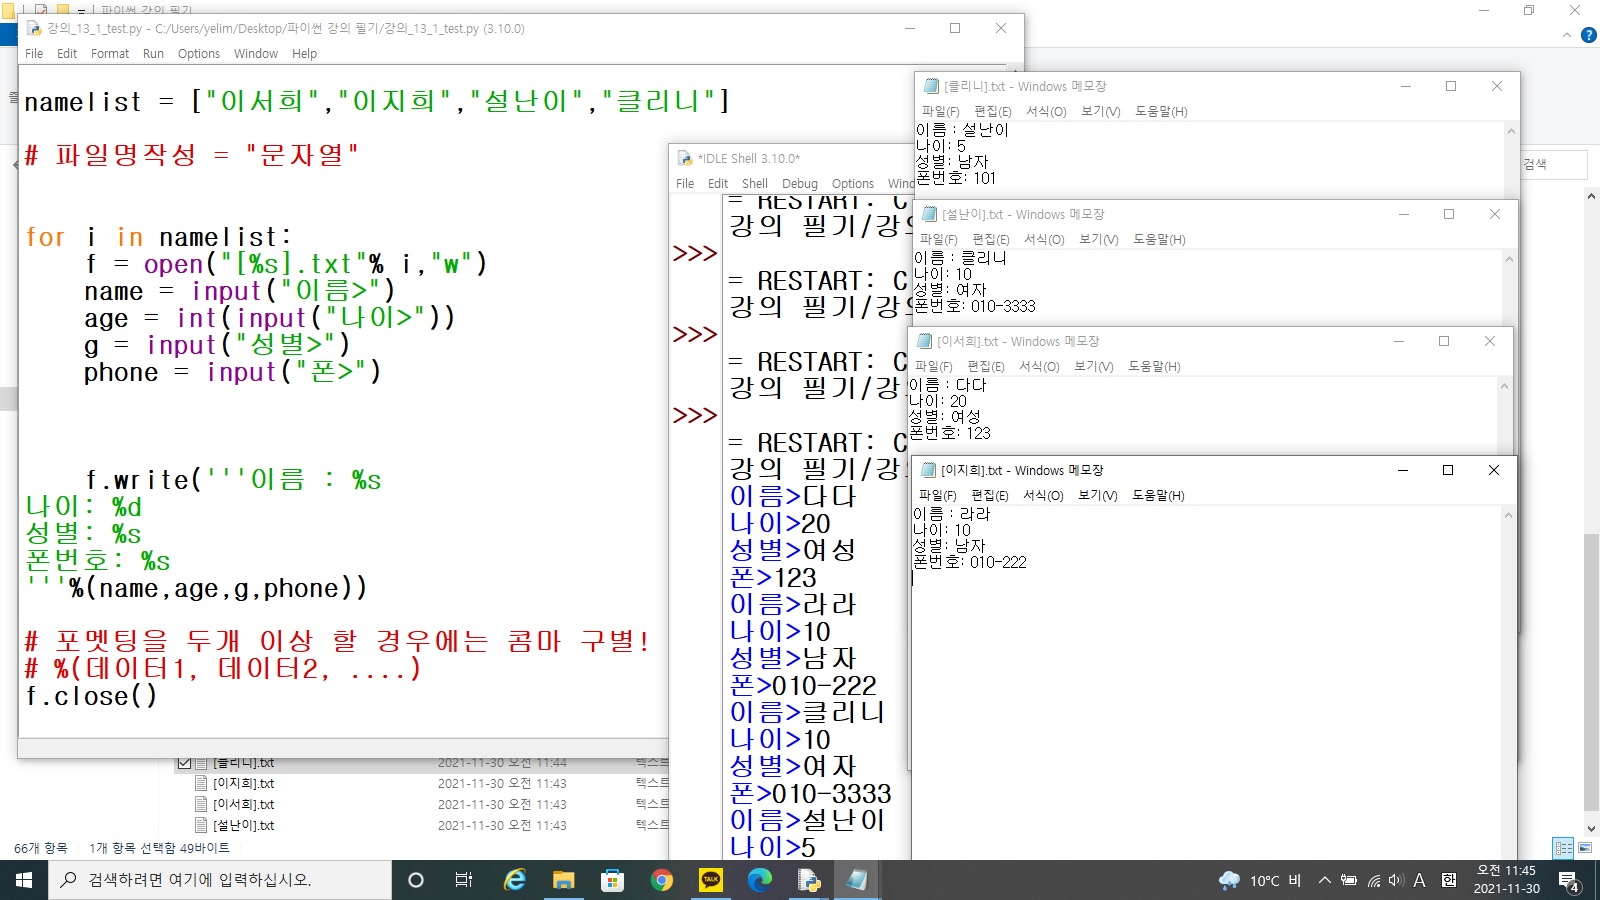 파이썬 강의 필기
강의_13_1_test.py - C:/Users/yelim/Desktop/파이썬 강의 필기/강의_13_1_test.py (3.10.0)
File Edit Format Run Options Window Help
namelist = ["이서희","이지희","설난이","클리니"]
# 파일명작성 = "문자열"
for i in namelist:
    f = open("[%s].txt"% i,"w")
    name = input("이름>")
    age = int(input("나이>"))
    g = input("성별>")
    phone = input("폰>")
    f.write('''이름 : %s
나이: %d
성별: %s
폰번호: %s
'''%(name,age,g,phone))
# 포멧팅을 두개 이상 할 경우에는 콤마 구별!
# %(데이터1, 데이터2, ....)
f.close()
*IDLE Shell 3.10.0*
File Edit Shell Debug Options
= RESTART: C
강의 필기/강
>>>
= RESTART: C
강의 필기/강
>>>
= RESTART: C
강의 필기/강
>>>
= RESTART: C
강의 필기/강
이름>다다
나이>20
성별>여성
폰>123
이름>라라
나이>10
성별>남자
폰>010-222
이름>클리니
나이>10
성별>여자
폰>010-3333
이름>설난이
나이>5
[클리니].txt - Windows 메모장
파일(F) 편집(E) 서식(O) 보기(V) 도움말(H)
이름 : 설난이
나이: 5
성별: 남자
폰번호: 101
[설난이].txt - Windows 메모장
파일(F) 편집(E) 서식(O) 보기(V) 도움말(H)
이름 : 클리니
나이: 10
성별: 여자
폰번호: 010-3333
[이서희].txt - Windows 메모장
파일(F) 편집(E) 서식(O) 보기(V) 도움말(H)
이름 : 다다
나이: 20
성별: 여성
폰번호: 123
[이지희].txt - Windows 메모장
파일(F) 편집(E) 서식(O) 보기(V) 도움말(H)
이름 : 라라
나이: 10
성별: 남자
폰번호: 010-222
검색
[클리니].txt 2021-11-30 오전 11:44 텍스트
[이지희].txt 2021-11-30 오전 11:43 텍스트
[이서희].txt 2021-11-30 오전 11:43 텍스트
[설난이].txt 2021-11-30 오전 11:43 텍스트
66개 항목 1개 항목 선택함 49바이트
검색하려면 여기에 입력하십시오.
TALK
10°C 비
A 한
오전 11:45
2021-11-30
4